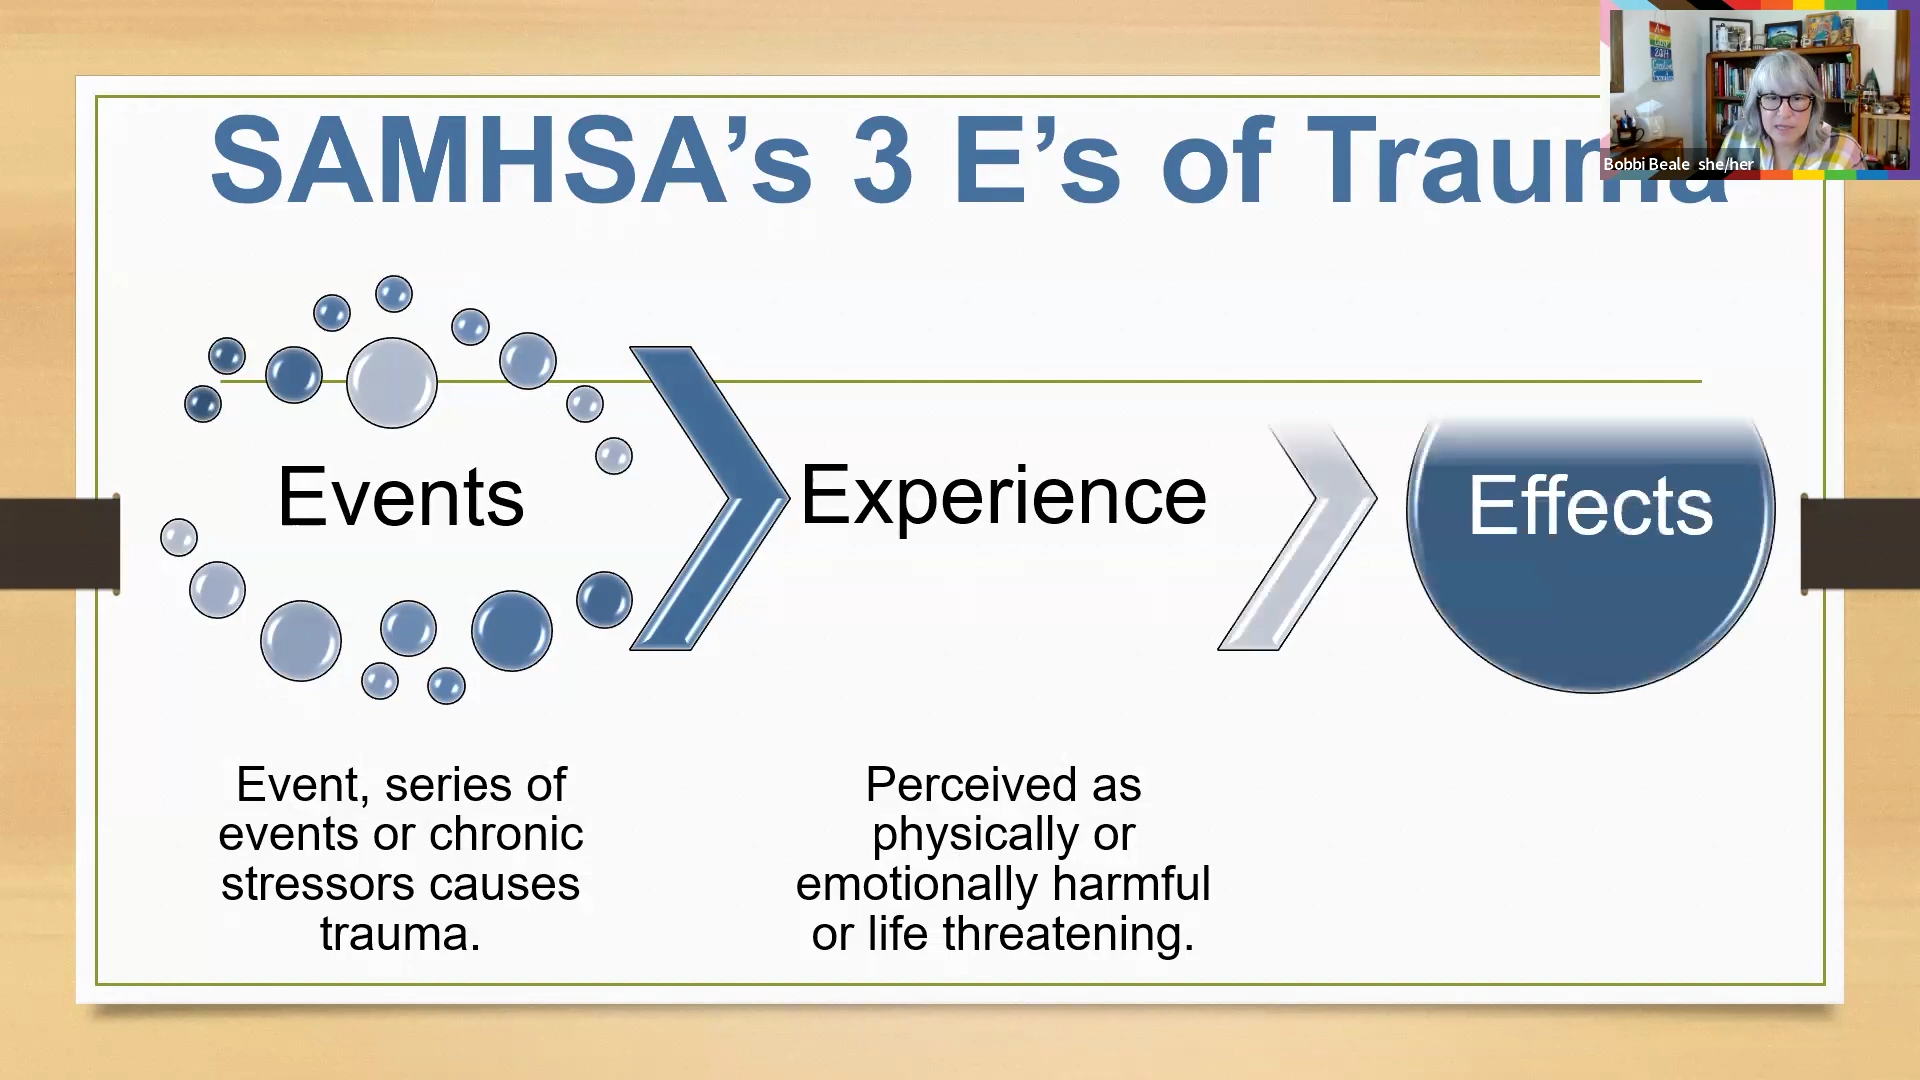 SAMHSA’s 3 E’s of Trauma
Bobbi Beale she/her
Events
Experience
Effects
Event, series of
events or chronic
stressors causes
trauma.
Perceived as
physically or
emotionally harmful
or life threatening.